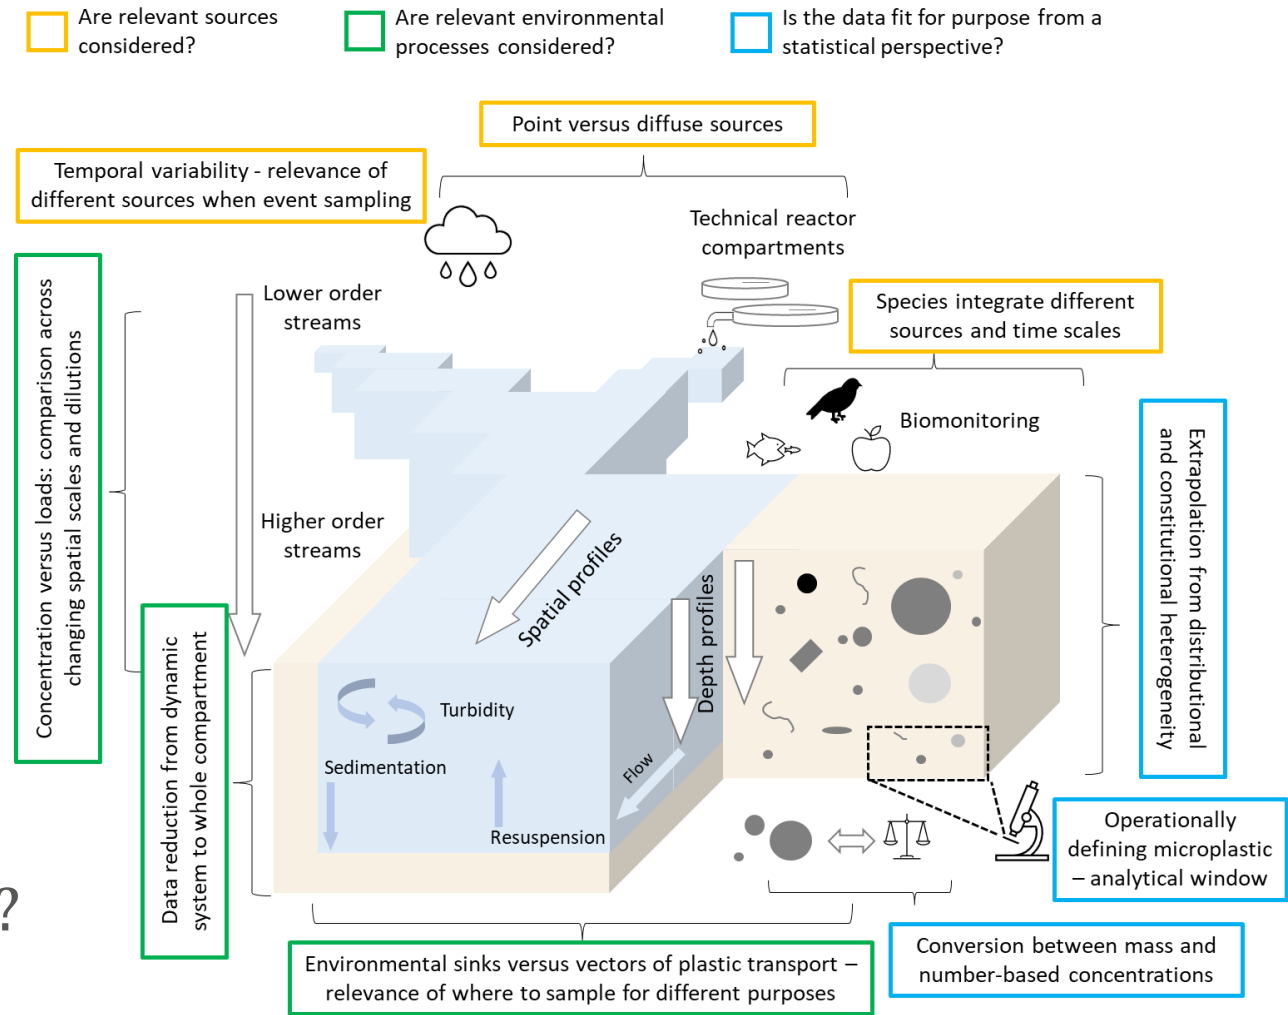 Are relevant sources
considered?
Are relevant environmental
processes considered?
Is the data fit for purpose from a
statistical perspective?
Point versus diffuse sources
Temporal variability - relevance of
different sources when event sampling
Technical reactor
compartments
Lower order
streams
Species integrate different
sources and time scales
Concentration versus loads: comparison across
changing spatial scales and dilutions
Biomonitoring
Extrapolation from distributional
and constitutional heterogeneity
Higher order
streams
Spatial profiles
Depth profiles
Data reduction from dynamic
system to whole compartment
Turbidity
Sedimentation
Flow
Resuspension
Operationally
defining microplastic
– analytical window
?
Conversion between mass and
number-based concentrations
Environmental sinks versus vectors of plastic transport –
relevance of where to sample for different purposes